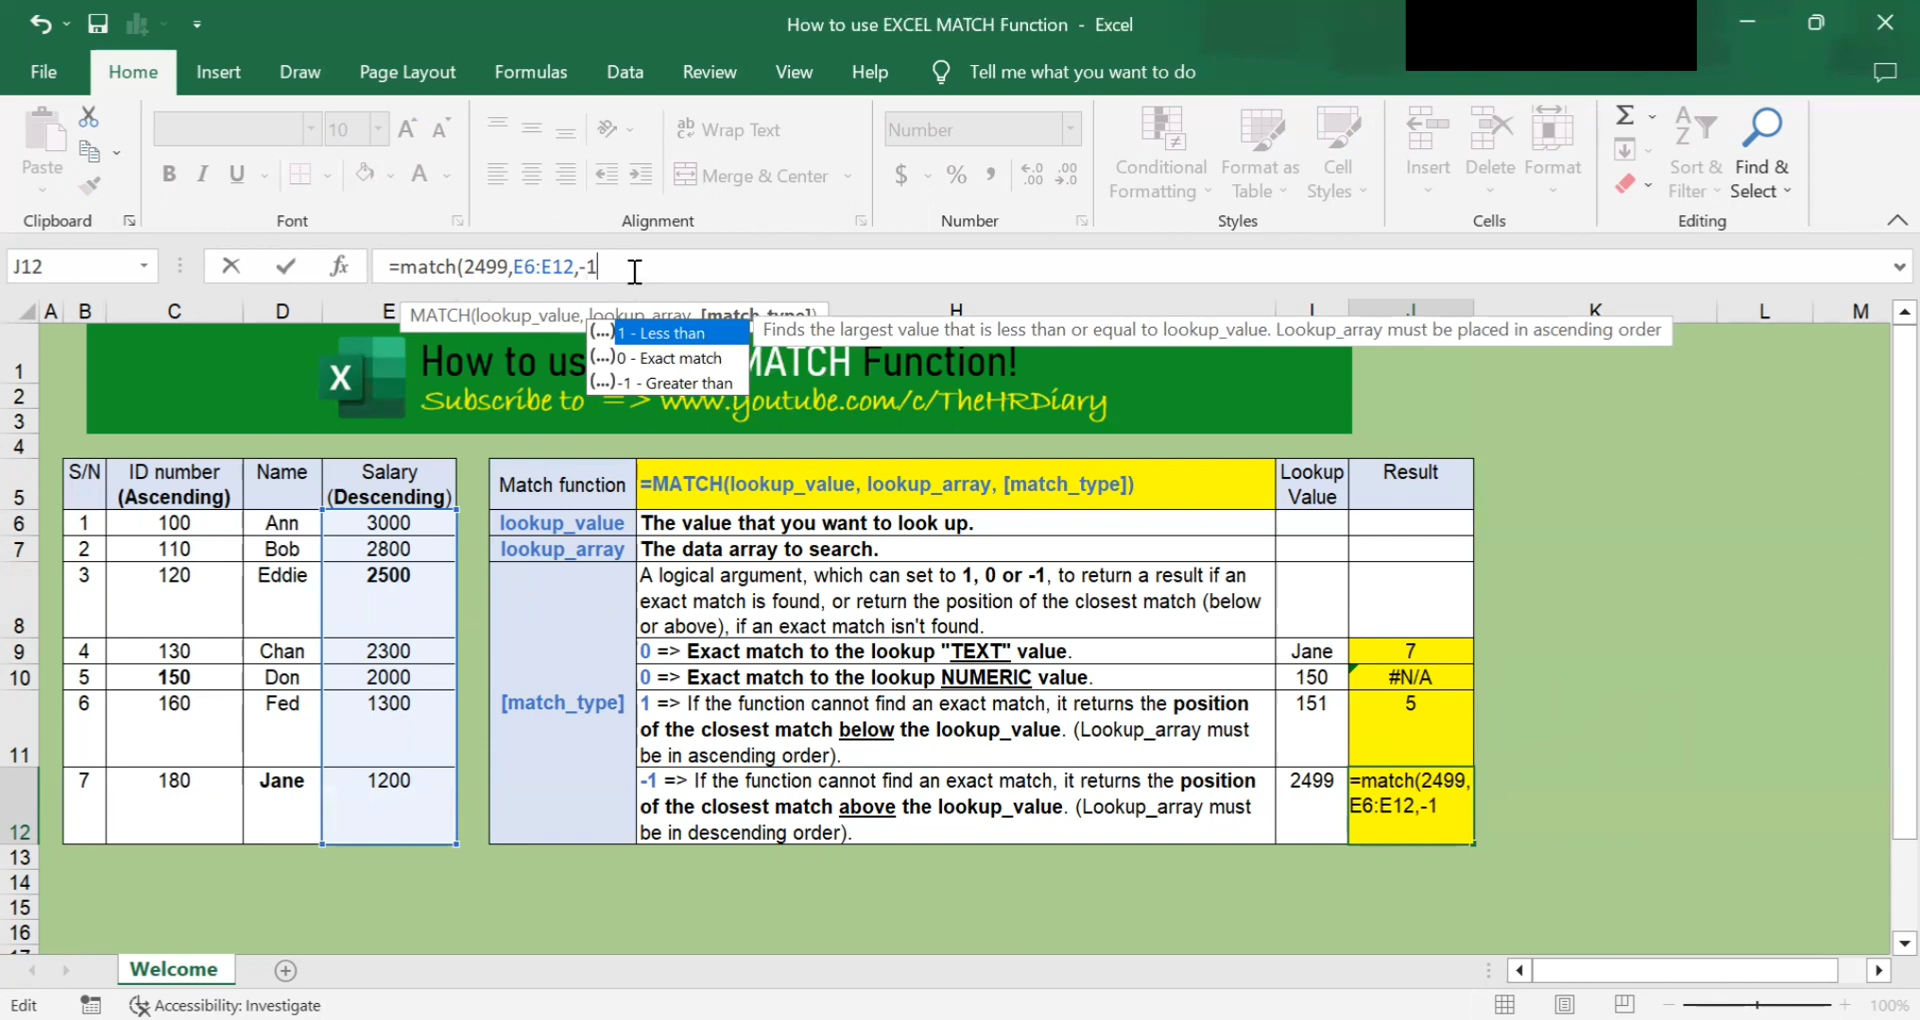 How to use EXCEL MATCH Function - Excel
File Home Insert Draw Page Layout Formulas Data Review View Help Tell me what you want to do
Paste
Clipboard
10
A A
B I U A
Font
ab Wrap Text
Merge & Center
Alignment
Number
$ % ,
Number
Conditional Formatting
Format as Table
Cell Styles
Styles
Insert Delete Format
Cells
Sort & Filter
Find & Select
Editing
J12
fx
=match(2499,E6:E12,-1
A B C D E H I J K L M
MATCH(lookup_value, lookup_array, [match_type])
(...)1 - Less than
(...)0 - Exact match
(...)-1 - Greater than
Finds the largest value that is less than or equal to lookup_value. Lookup_array must be placed in ascending order
How to use MATCH Function!
Subscribe to => www.youtube.com/c/TheHRDiary
1
2
3
4
5
S/N ID number (Ascending) Name Salary (Descending)
6 1 100 Ann 3000
7 2 110 Bob 2800
8 3 120 Eddie 2500
9 4 130 Chan 2300
10 5 150 Don 2000
11 6 160 Fed 1300
12 7 180 Jane 1200
13
14
15
16
17
Match function =MATCH(lookup_value, lookup_array, [match_type]) Lookup Value Result
lookup_value The value that you want to look up.
lookup_array The data array to search.
[match_type]
A logical argument, which can set to 1, 0 or -1, to return a result if an
exact match is found, or return the position of the closest match (below
or above), if an exact match isn't found.
0 => Exact match to the lookup "TEXT" value. Jane 7
0 => Exact match to the lookup NUMERIC value. 150 #N/A
1 => If the function cannot find an exact match, it returns the position 151 5
of the closest match below the lookup_value. (Lookup_array must
be in ascending order).
-1 => If the function cannot find an exact match, it returns the position 2499 =match(2499,
of the closest match above the lookup_value. (Lookup_array must E6:E12,-1
be in descending order).
Welcome
Edit Accessibility: Investigate 100%